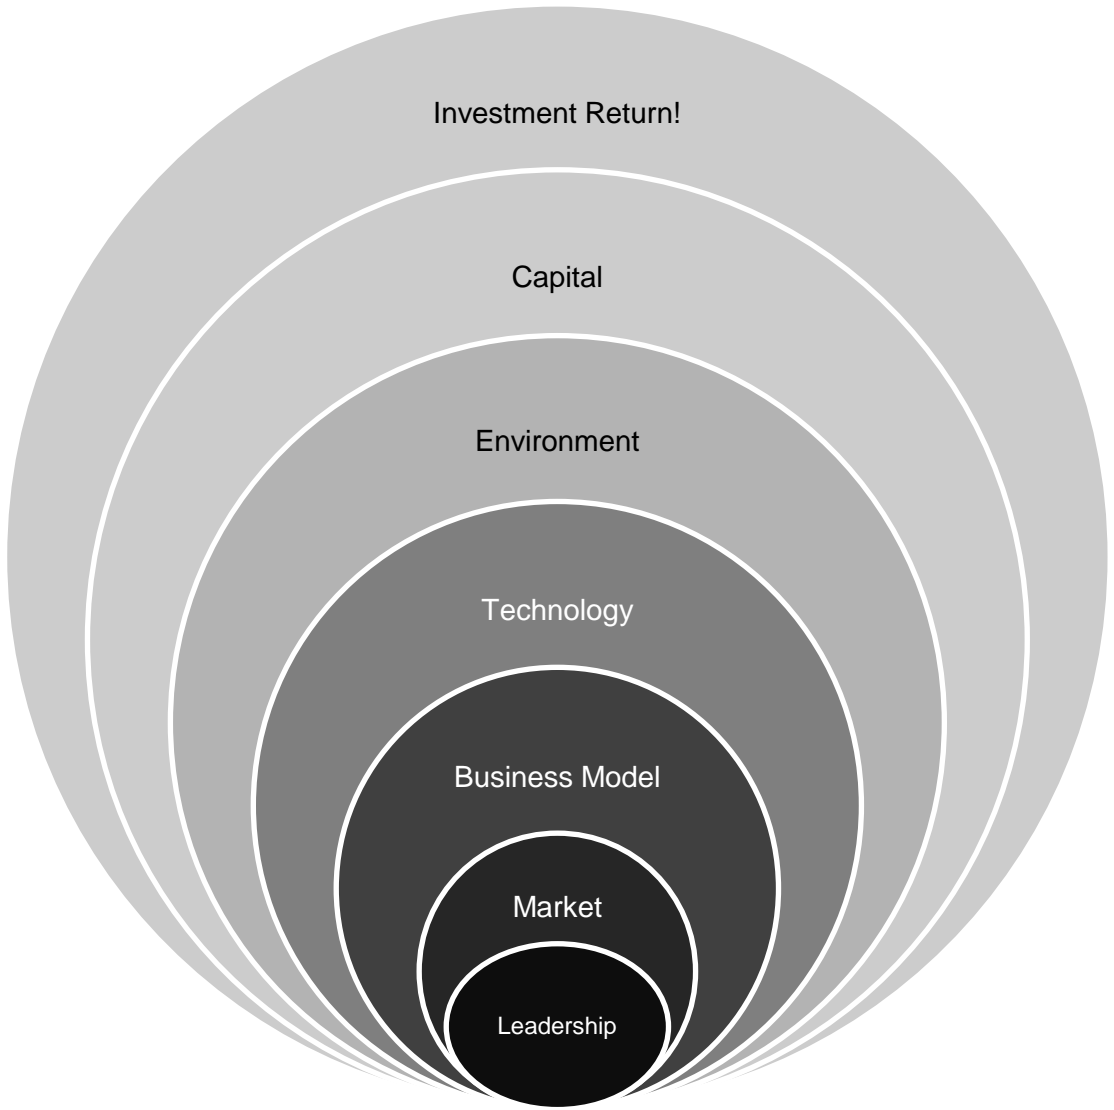 Investment Return!
Capital
Environment
Technology
Business Model
Market
Leadership